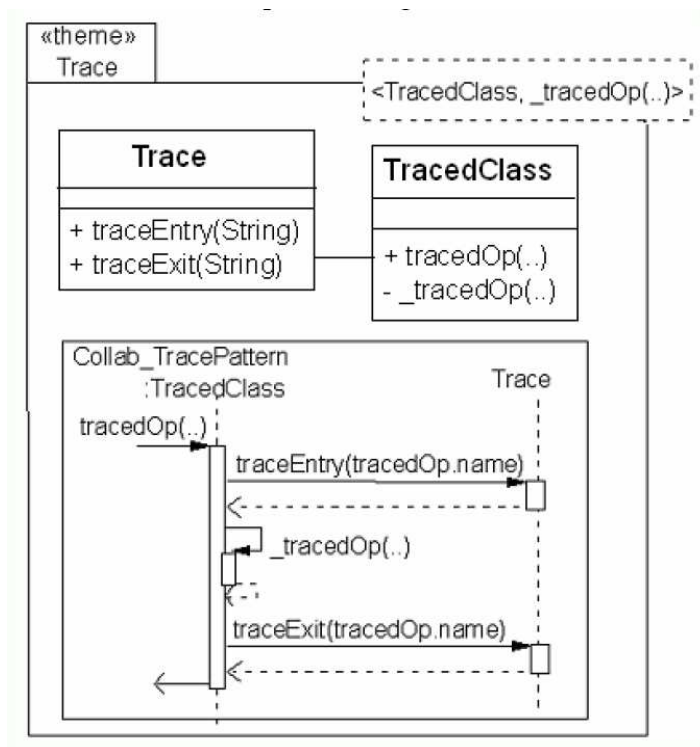 «theme»
Trace
<TracedClass, _tracedOp(..)>
Trace
+ traceEntry(String)
+ traceExit(String)
TracedClass
+ tracedOp(..)
- _tracedOp(..)
Collab_TracePattern
:TracedClass
Trace
tracedOp(..)
traceEntry(tracedOp.name)
_tracedOp(..)
traceExit(tracedOp.name)